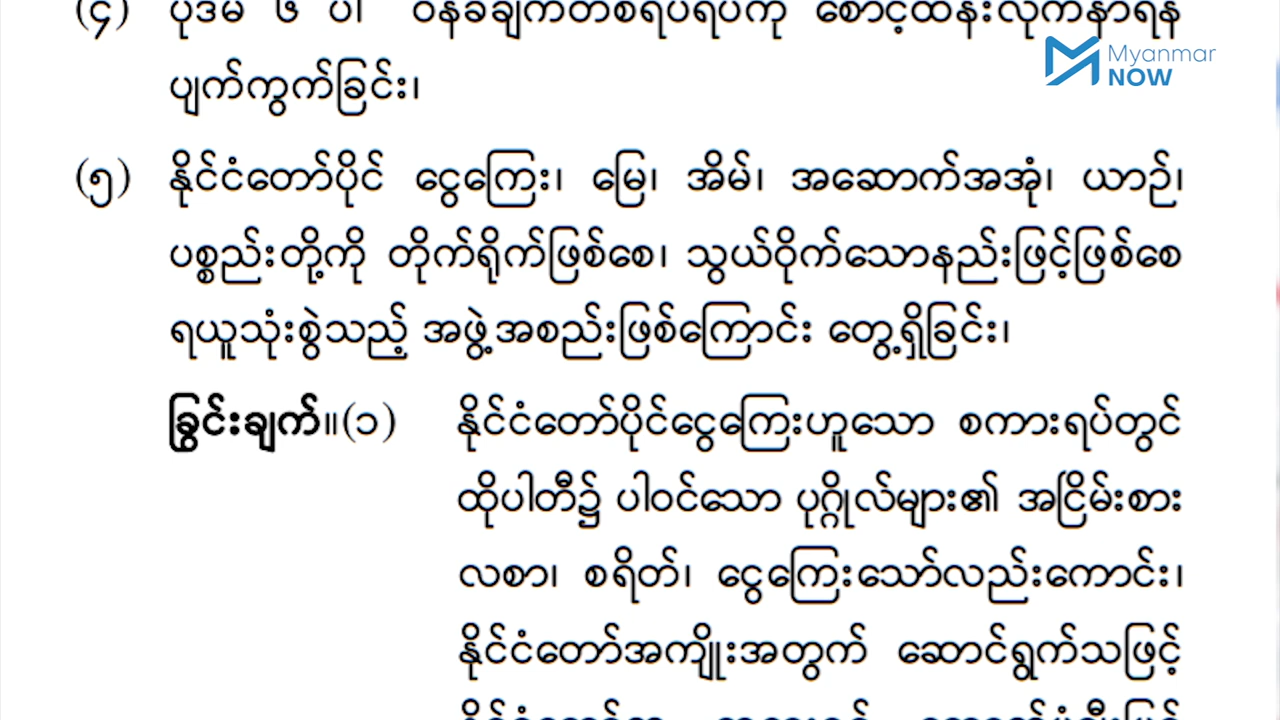 (၄) ပုဒ်မ ၆ ပါ ဝန်ခံချက်တစ်ရပ်ရပ်ကို စောင့်ထိန်းလိုက်နာရန်
Myanmar
NOW
ပျက်ကွက်ခြင်း၊
(၅) နိုင်ငံတော်ပိုင် ငွေကြေး၊ မြေ၊ အိမ်၊ အဆောက်အအုံ၊ ယာဉ်၊
ပစ္စည်းတို့ကို တိုက်ရိုက်ဖြစ်စေ၊ သွယ်ဝိုက်သောနည်းဖြင့်ဖြစ်စေ
ရယူသုံးစွဲသည့် အဖွဲ့အစည်းဖြစ်ကြောင်း တွေ့ရှိခြင်း၊
ခြွင်းချက်။(၁) နိုင်ငံတော်ပိုင်ငွေကြေးဟူသော စကားရပ်တွင်
ထိုပါတီ၌ ပါဝင်သော ပုဂ္ဂိုလ်များ၏ အငြိမ်းစား
လစာ၊ စရိတ်၊ ငွေကြေးသော်လည်းကောင်း၊
နိုင်ငံတော်အကျိုးအတွက် ဆောင်ရွက်သဖြင့်